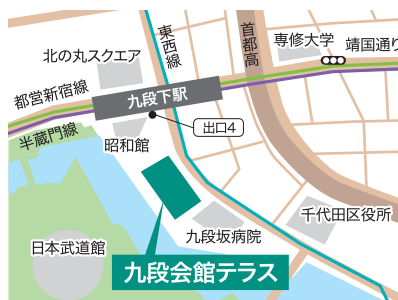 東西線
首都高
専修大学
靖国通り
北の丸スクエア
都営新宿線
九段下駅
半蔵門線
出口4
昭和館
千代田区役所
九段坂病院
日本武道館
九段会館テラス